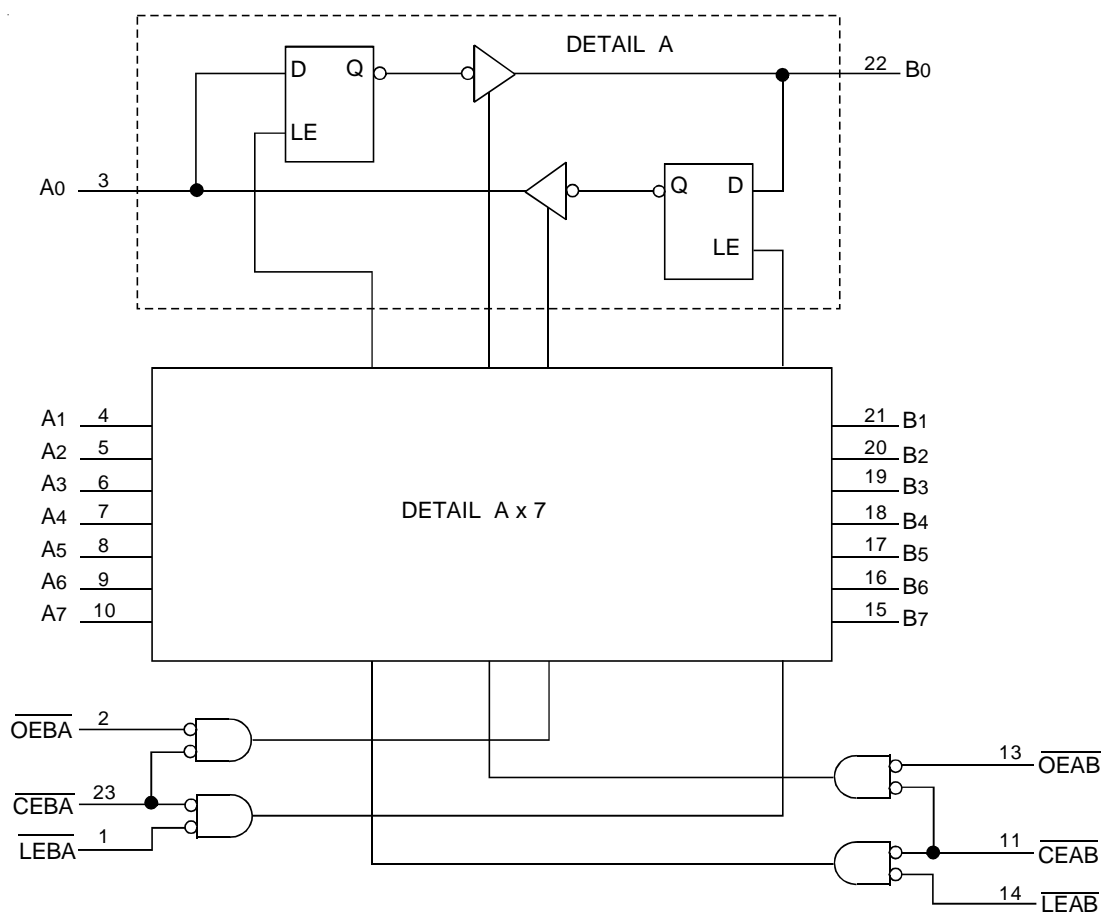 DETAIL A
D Q
22 B0
LE
A0 3
Q D
LE
A1 4
21 B1
A2 5
20 B2
A3 6
19 B3
A4 7
DETAIL A x 7
18 B4
A5 8
17 B5
A6 9
16 B6
A7 10
15 B7
OEBA 2
13 OEAB
CEBA 23
LEBA 1
11 CEAB
14 LEAB